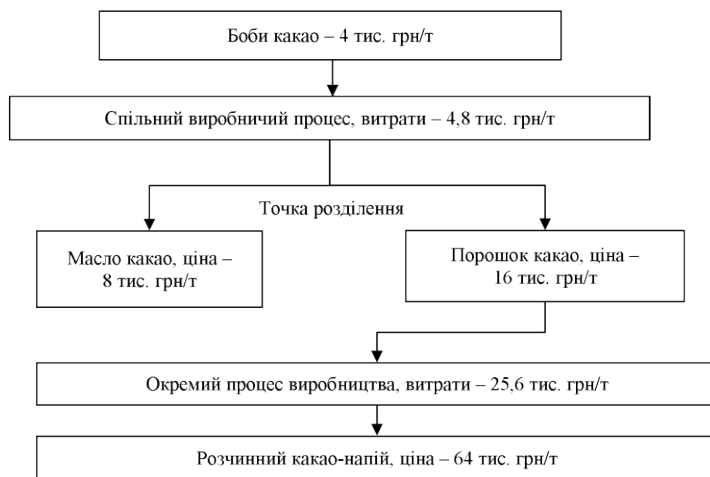 Боби какао – 4 тис. грн/т
Спільний виробничий процес, витрати – 4,8 тис. грн/т
Точка розділення
Масло какао, ціна –
8 тис. грн/т
Порошок какао, ціна –
16 тис. грн/т
Окремий процес виробництва, витрати – 25,6 тис. грн/т
Розчинний какао-напій, ціна – 64 тис. грн/т